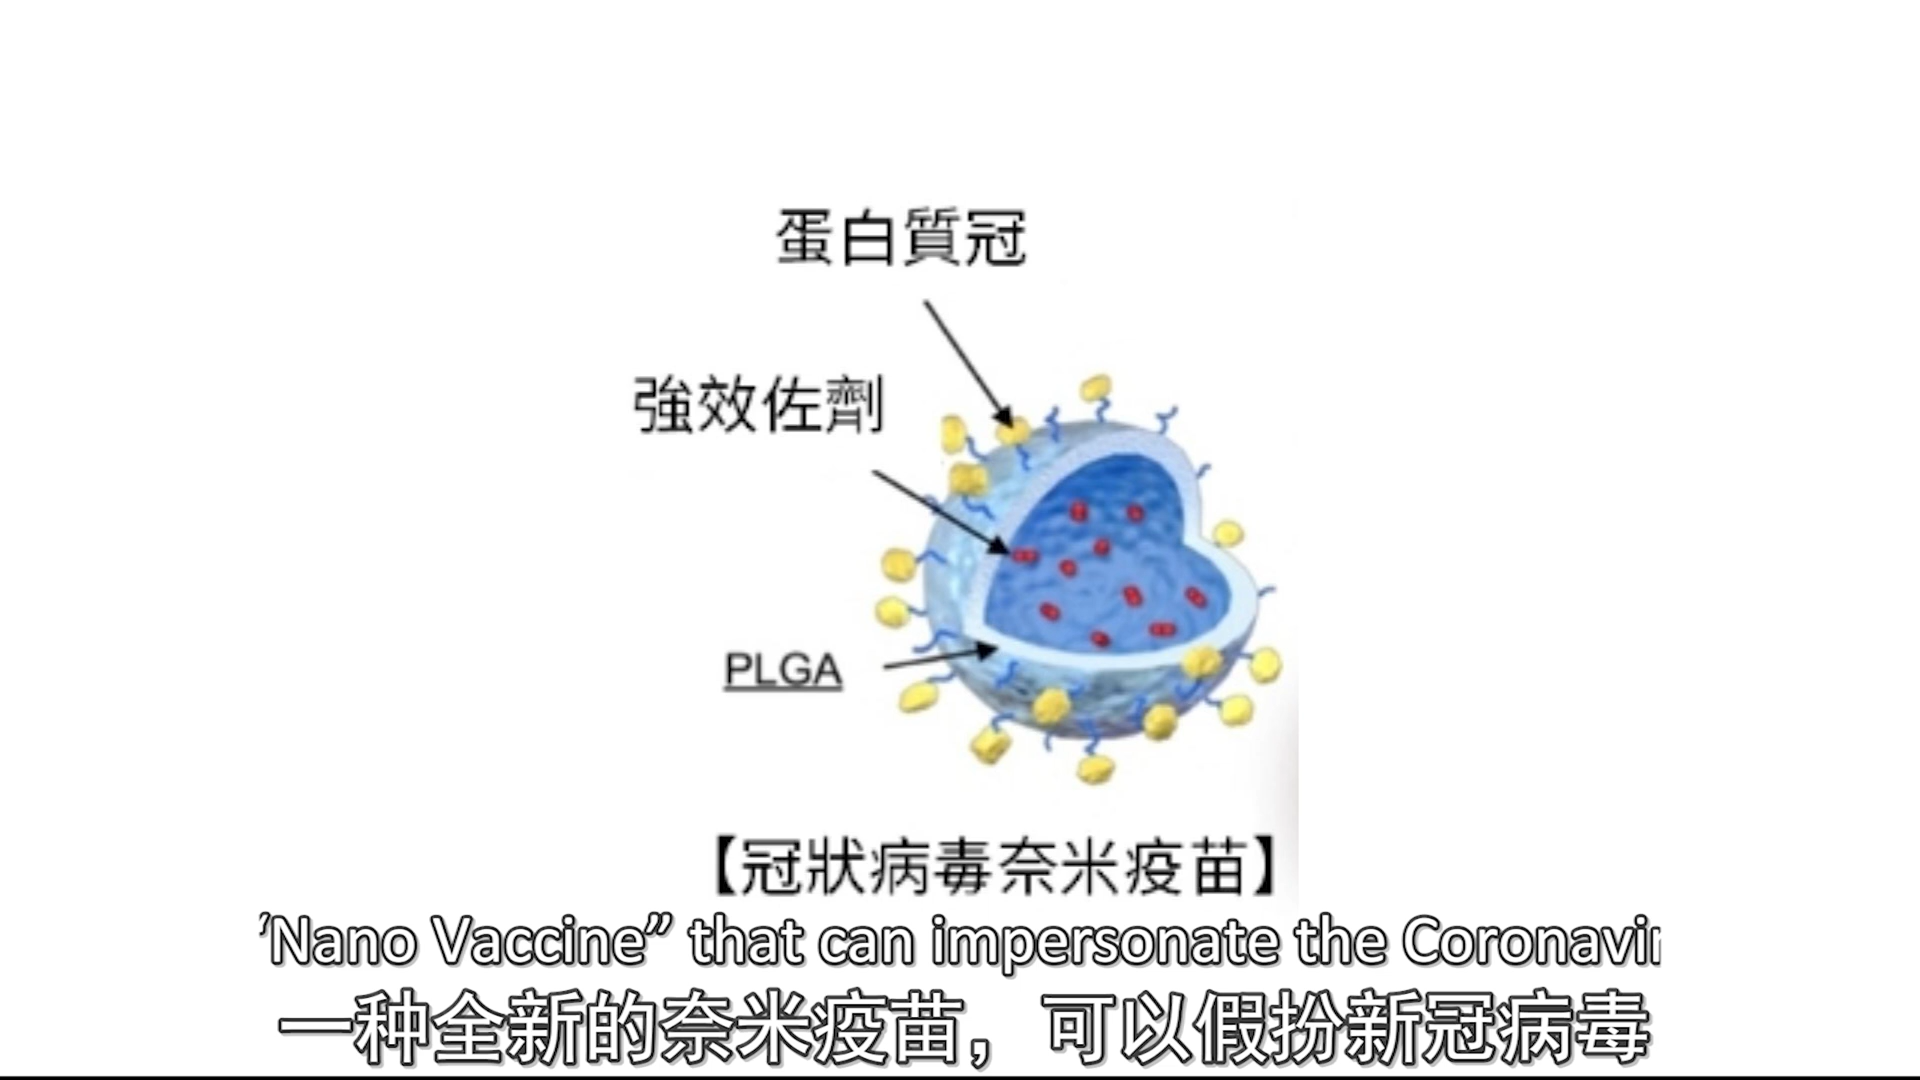 蛋白質冠
強效佐劑
PLGA
【冠狀病毒奈米疫苗】
"Nano Vaccine” that can impersonate the
一种全新的奈米疫苗，可以假扮新冠病毒